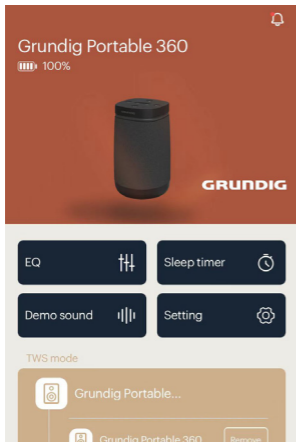 Grundig Portable 360
100%
GRUNDIG
EQ
Sleep timer
Demo sound
Setting
TWS mode
Grundig Portable...
Grundig Portable 360
Remove